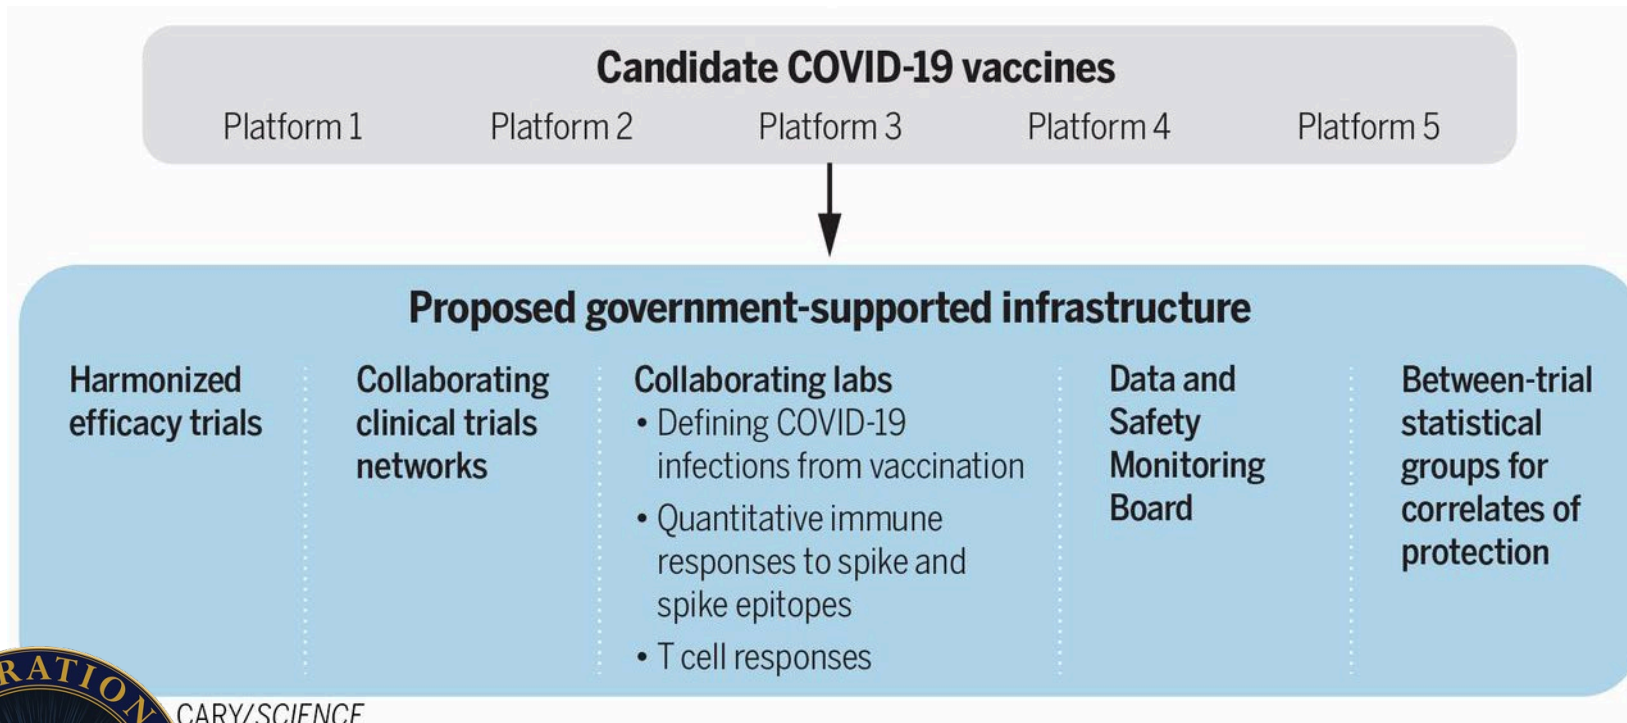 Candidate COVID-19 vaccines
Platform 1 Platform 2 Platform 3 Platform 4 Platform 5
Proposed government-supported infrastructure
Harmonized
efficacy trials
Collaborating
clinical trials
networks
Collaborating labs
• Defining COVID-19
infections from vaccination
• Quantitative immune
responses to spike and
spike epitopes
• T cell responses
Data and
Safety
Monitoring
Board
Between-trial
statistical
groups for
correlates of
protection
RATION
CARY/SCIENCE